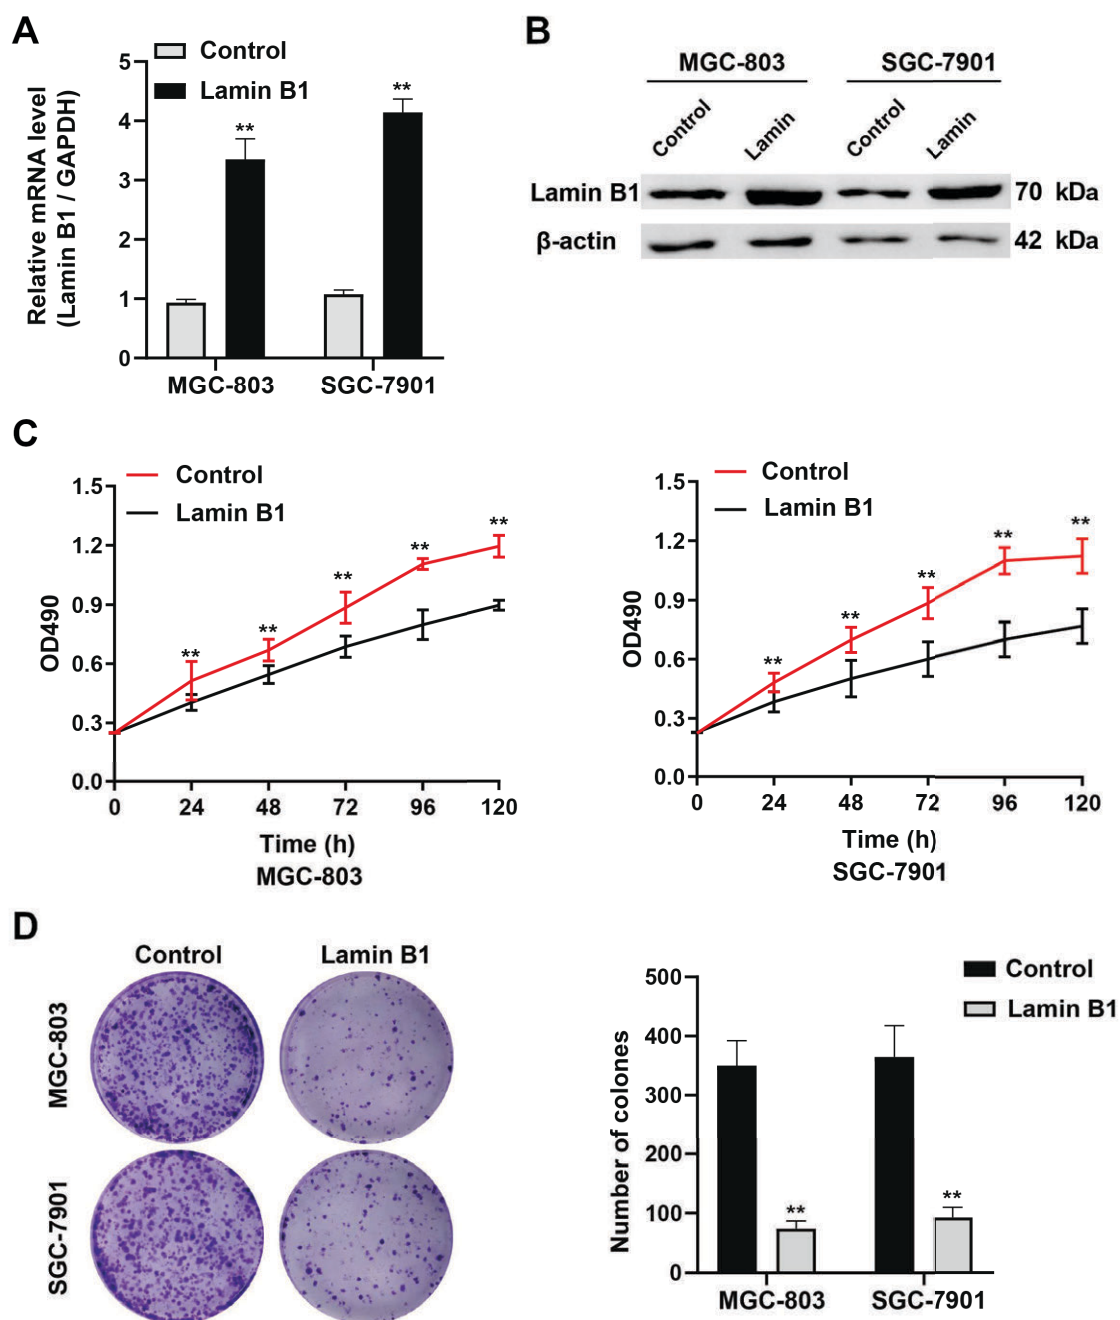 A
Control
Lamin B1
Relative mRNA level
(Lamin B1 / GAPDH)
5
4
3
2
1
0
**
**
MGC-803
SGC-7901
B
MGC-803
SGC-7901
Control
Lamin
Control
Lamin
Lamin B1
70 kDa
β-actin
42 kDa
C
Control
Lamin B1
OD490
1.5
1.2
0.9
0.6
0.3
0.0
**
**
**
**
**
0
24
48
72
96
120
Time (h)
MGC-803
Control
Lamin B1
OD490
1.5
1.2
0.9
0.6
0.3
0.0
**
**
**
**
**
0
24
48
72
96
120
Time (h)
SGC-7901
D
Control
Lamin B1
MGC-803
SGC-7901
Control
Lamin B1
Number of colones
500
400
300
200
100
0
**
**
MGC-803
SGC-7901